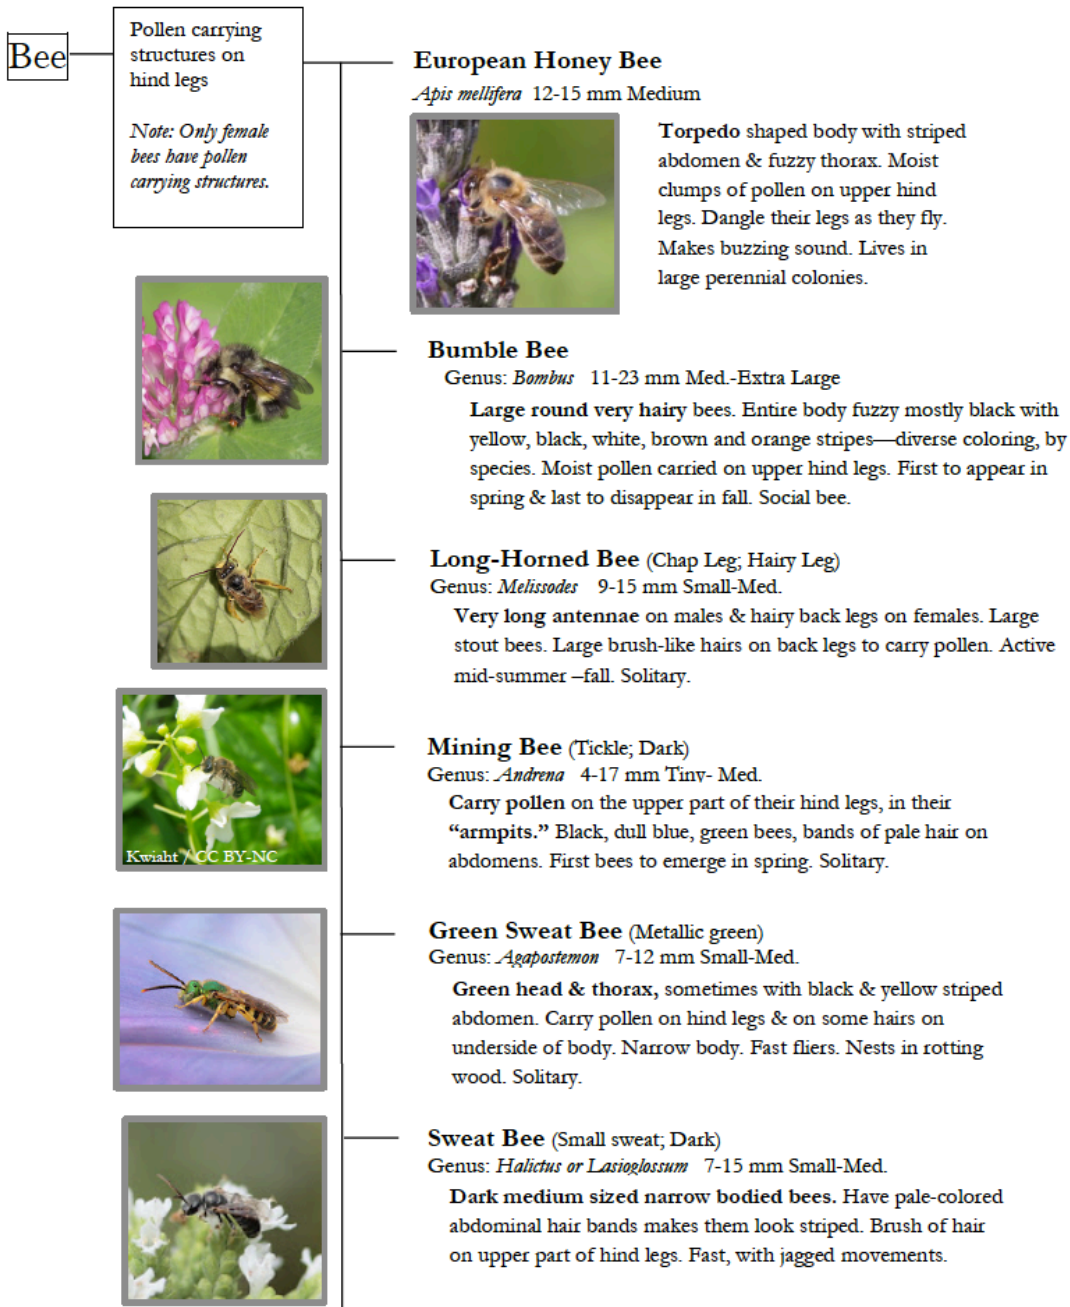 Bee
Pollen carrying
structures on
hind legs
Note: Only female
bees have pollen
carrying structures.
European Honey Bee
Apis mellifera 12-15 mm Medium
Torpedo shaped body with striped
abdomen & fuzzy thorax. Moist
clumps of pollen on upper hind
legs. Dangle their legs as they fly.
Makes buzzing sound. Lives in
large perennial colonies.
Bumble Bee
Genus: Bombus 11-23 mm Med.-Extra Large
Large round very hairy bees. Entire body fuzzy mostly black with
yellow, black, white, brown and orange stripes—diverse coloring, by
species. Moist pollen carried on upper hind legs. First to appear in
spring & last to disappear in fall. Social bee.
Long-Horned Bee (Chap Leg; Hairy Leg)
Genus: Melissodes 9-15 mm Small-Med.
Very long antennae on males & hairy back legs on females. Large
stout bees. Large brush-like hairs on back legs to carry pollen. Active
mid-summer –fall. Solitary.
Mining Bee (Tickle; Dark)
Genus: Andrena 4-17 mm Tiny- Med.
Carry pollen on the upper part of their hind legs, in their
“armpits.” Black, dull blue, green bees, bands of pale hair on
abdomens. First bees to emerge in spring. Solitary.
Kwiaht / CC BY-NC
Green Sweat Bee (Metallic green)
Genus: Agapostemon 7-12 mm Small-Med.
Green head & thorax, sometimes with black & yellow striped
abdomen. Carry pollen on hind legs & on some hairs on
underside of body. Narrow body. Fast fliers. Nests in rotting
wood. Solitary.
Sweat Bee (Small sweat; Dark)
Genus: Halictus or Lasioglossum 7-15 mm Small-Med.
Dark medium sized narrow bodied bees. Have pale-colored
abdominal hair bands makes them look striped. Brush of hair
on upper part of hind legs. Fast, with jagged movements.